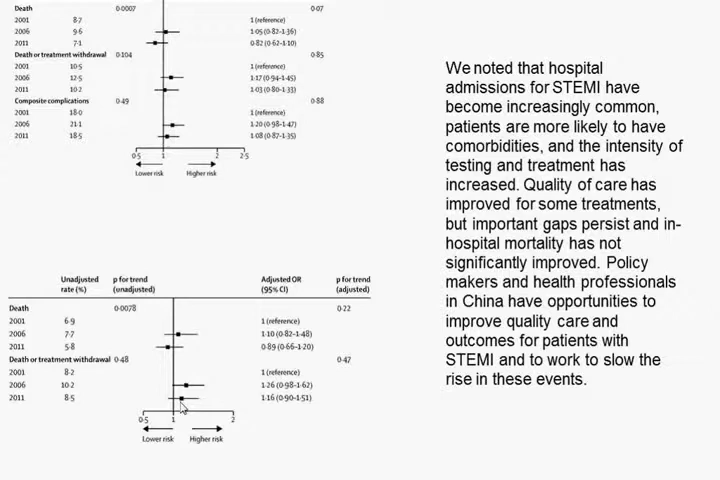 Death 0·0007 0·07
2001 8·7 1 (reference)
2006 9·6 1·05 (0·82–1·36)
2011 7·1 0·82 (0·62–1·10)
Death or treatment withdrawal 0·104 0·85
2001 10·5 1 (reference)
2006 12·5 1·17 (0·94–1·45)
2011 10·2 1·03 (0·80–1·33)
Composite complications 0·49 0·88
2001 18·0 1 (reference)
2006 21·1 1·20 (0·98–1·47)
2011 18·5 1·08 (0·87–1·35)
0·5 1 2 2·5
Lower risk Higher risk
Unadjusted p for trend Adjusted OR p for trend
rate (%) (unadjusted) (95% CI) (adjusted)
Death 0·0078 0·22
2001 6·9 1 (reference)
2006 7·7 1·10 (0·82–1·48)
2011 5·8 0·89 (0·66–1·20)
Death or treatment withdrawal 0·48 0·47
2001 8·2 1 (reference)
2006 10·2 1·26 (0·98–1·62)
2011 8·5 1·16 (0·90–1·51)
0·5 1 2
Lower risk Higher risk
We noted that hospital
admissions for STEMI have
become increasingly common,
patients are more likely to have
comorbidities, and the intensity of
testing and treatment has
increased. Quality of care has
improved for some treatments,
but important gaps persist and in-
hospital mortality has not
significantly improved. Policy
makers and health professionals
in China have opportunities to
improve quality care and
outcomes for patients with
STEMI and to work to slow the
rise in these events.